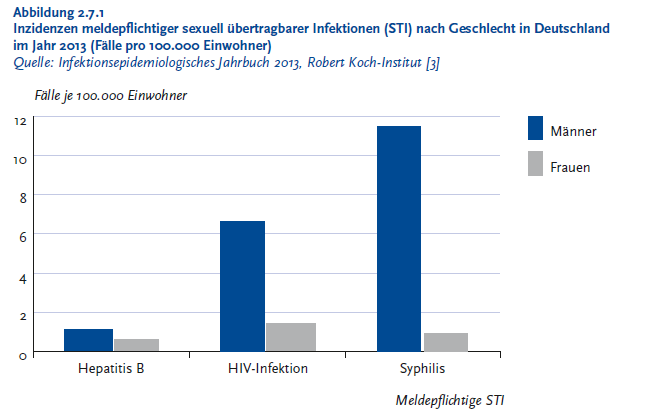 Abbildung 2.7.1
Inzidenzen meldepflichtiger sexuell übertragbarer Infektionen (STI) nach Geschlecht in Deutschland
im Jahr 2013 (Fälle pro 100.000 Einwohner)
Quelle: Infektionsepidemiologisches Jahrbuch 2013, Robert Koch-Institut [3]
Fälle je 100.000 Einwohner
12
10
8
6
4
2
0
Männer
Frauen
Hepatitis B
HIV-Infektion
Syphilis
Meldepflichtige STI